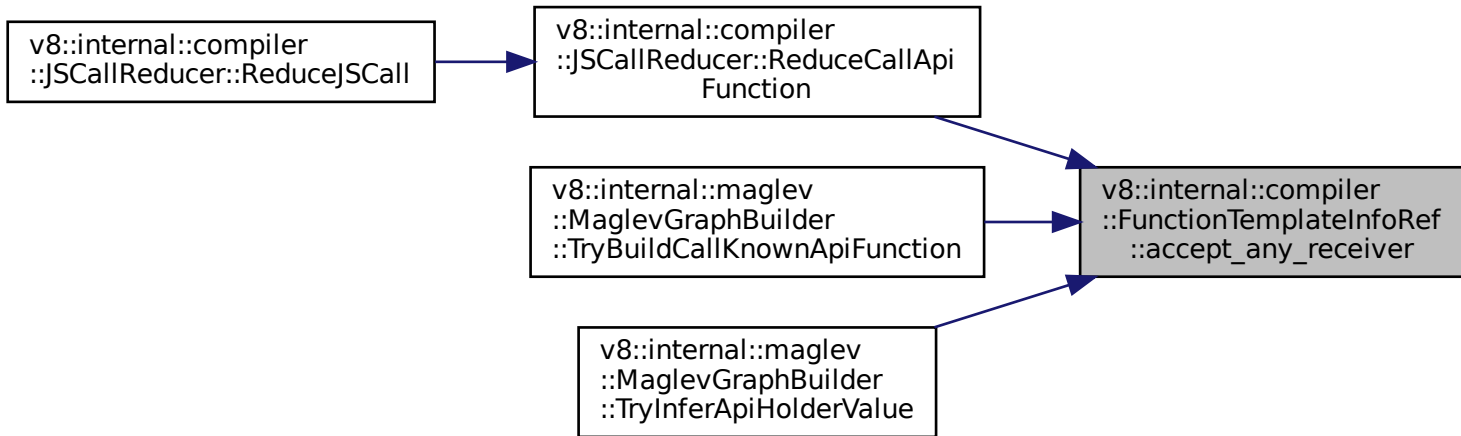 v8::internal::compiler
::JSCallReducer::ReduceJSCall
v8::internal::compiler
::JSCallReducer::ReduceCallApi
Function
v8::internal::maglev
::MaglevGraphBuilder
::TryBuildCallKnownApiFunction
v8::internal::maglev
::MaglevGraphBuilder
::TryInferApiHolderValue
v8::internal::compiler
::FunctionTemplateInfoRef
::accept_any_receiver